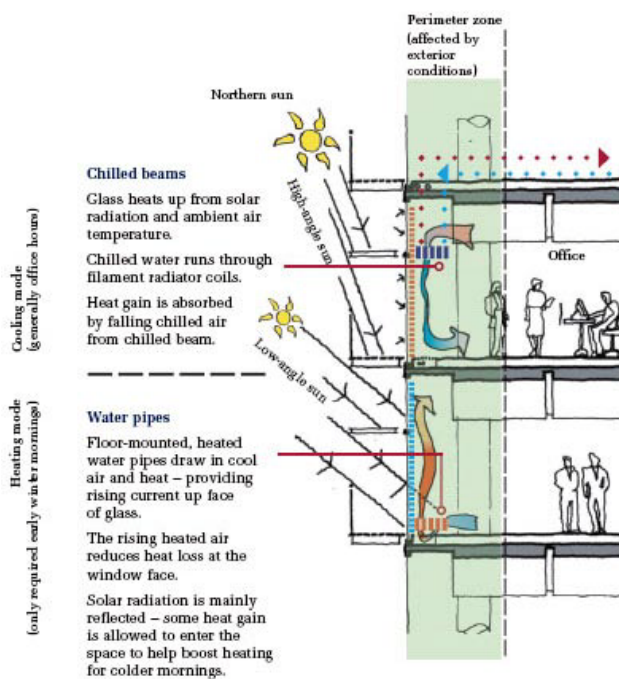 Perimeter zone
(affected by
exterior
conditions)
Northern sun
High-angle sun
Cooling mode
(generally office hours)
Chilled beams
Glass heats up from solar
radiation and ambient air
temperature.
Chilled water runs through
filament radiator coils.
Heat gain is absorbed
by falling chilled air
from chilled beam.
Office
Low-angle sun
Heating mode
(only required early winter mornings)
Water pipes
Floor-mounted, heated
water pipes draw in cool
air and heat – providing
rising current up face
of glass.
The rising heated air
reduces heat loss at the
window face.
Solar radiation is mainly
reflected – some heat gain
is allowed to enter the
space to help boost heating
for colder mornings.